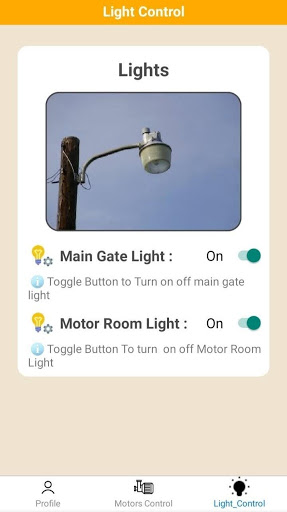 Light Control
Lights
Main Gate Light : On
Toggle Button to Turn on off main gate
light
Motor Room Light : On
Toggle Button To turn on off Motor Room
Light
Profile Motors Control Light_Control